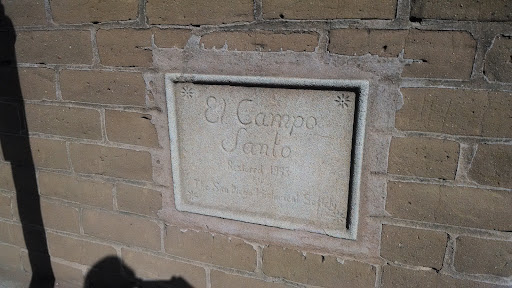 El Campo
Santo
The San Diego Historical Society